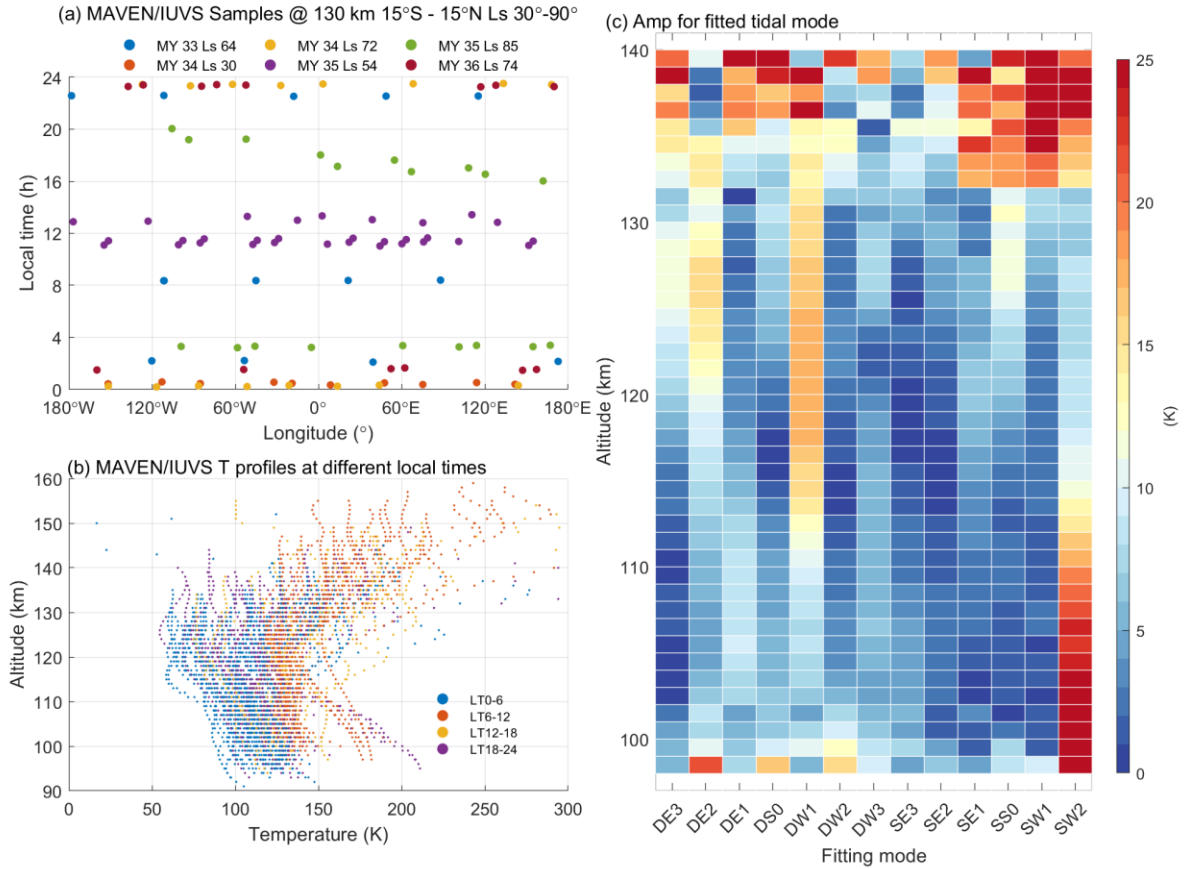 (a) MAVEN/IUVS Samples @ 130 km 15°S - 15°N Ls 30°-90°
MY 33 Ls 64
MY 34 Ls 72
MY 35 Ls 85
MY 34 Ls 30
MY 35 Ls 54
MY 36 Ls 74
24
20
16
12
8
4
0
Local time (h)
180°W
120°W
60°W
0°
60°E
120°E
180°E
Longitude (°)
(b) MAVEN/IUVS T profiles at different local times
160
150
140
130
120
110
100
90
Altitude (km)
LT0-6
LT6-12
LT12-18
LT18-24
0
50
100
150
200
250
300
Temperature (K)
(c) Amp for fitted tidal mode
140
130
120
110
100
Altitude (km)
DE3
DE2
DE1
DS0
DW1
DW2
DW3
SE3
SE2
SE1
SS0
SW1
SW2
Fitting mode
25
20
15
10
5
0
(K)